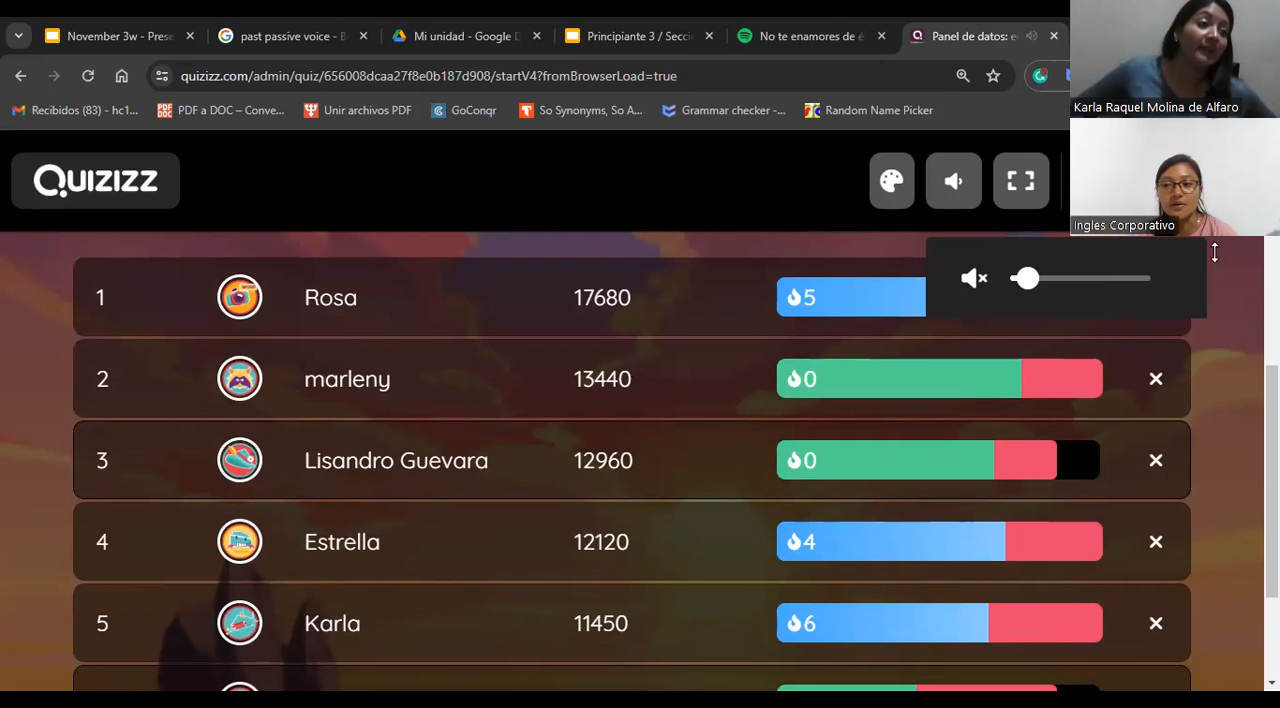 November 3w - Prese
past passive voice - B
Mi unidad - Google D
Principiante 3 / Secci
No te enamores de é
Panel de datos: e
quizizz.com/admin/quiz/656008dcaa27f8e0b187d908/startV4?fromBrowserLoad=true
Recibidos (83) - hc1...
PDF a DOC – Conve...
Unir archivos PDF
GoConqr
So Synonyms, So A...
Grammar checker -...
Random Name Picker
Karla Raquel Molina de Alfaro
Quizizz
Ingles Corporativo
1 Rosa 17680 5
2 marleny 13440 0
3 Lisandro Guevara 12960 0
4 Estrella 12120 4
5 Karla 11450 6